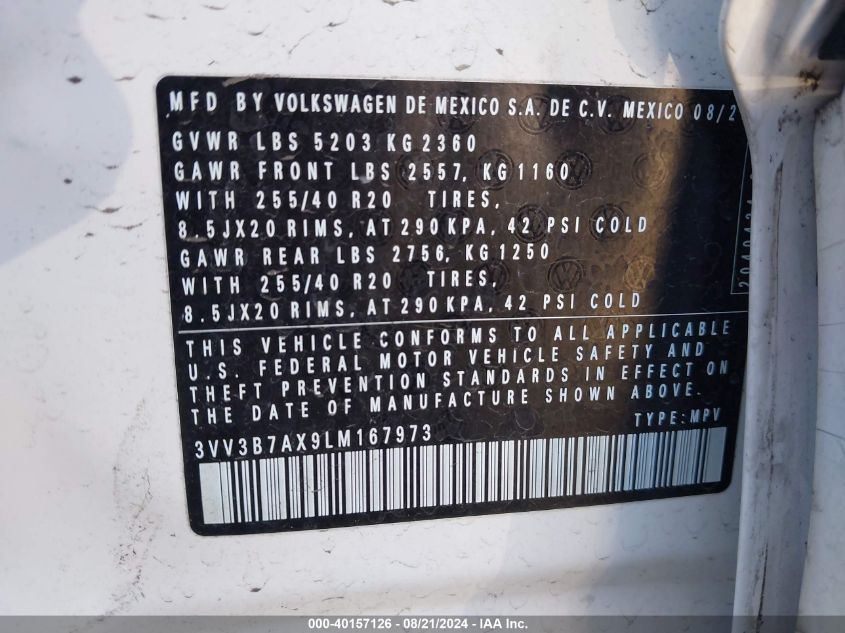 MFD BY VOLKSWAGEN DE MEXICO S.A. DE C.V. MEXICO 08/2
GVWR LBS 5203 KG 2360
GAWR FRONT LBS 2557, KG 1160
WITH 255/40 R20 TIRES,
8.5JX20 RIMS, AT 290 KPA, 42 PSI COLD
GAWR REAR LBS 2756, KG 1250
WITH 255/40 R20 TIRES,
8.5JX20 RIMS, AT 290 KPA, 42 PSI COLD
THIS VEHICLE CONFORMS TO ALL APPLICABLE
U.S. FEDERAL MOTOR VEHICLE SAFETY AND
THEFT PREVENTION STANDARDS IN EFFECT ON
THE DATE OF MANUFACTURE SHOWN ABOVE.
3VV3B7AX9LM167973 TYPE: MPV
000-40157126 - 08/21/2024 - IAA Inc.